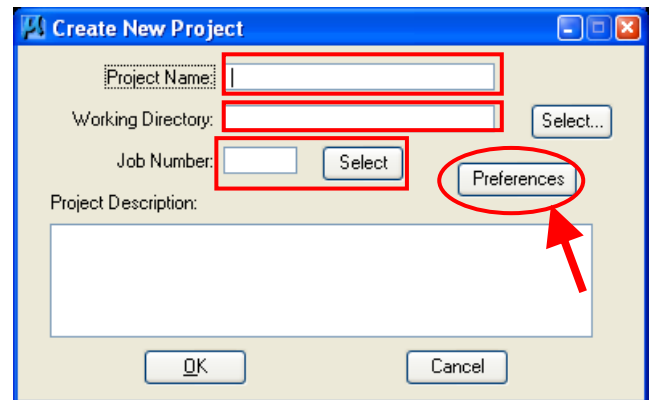 Create New Project
Project Name:
Working Directory:
Select...
Job Number:
Select
Preferences
Project Description:
OK
Cancel